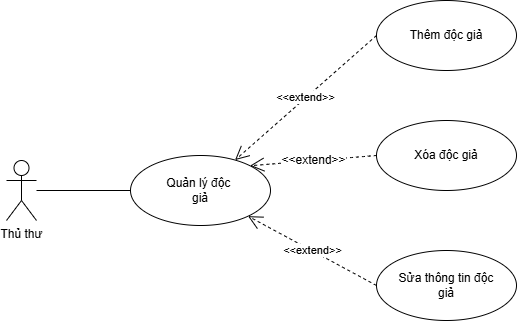 Thêm độc giả
<<extend>>
<<extend>>
Xóa độc giả
Quản lý độc
giả
Thủ thư
<<extend>>
Sửa thông tin độc
giả